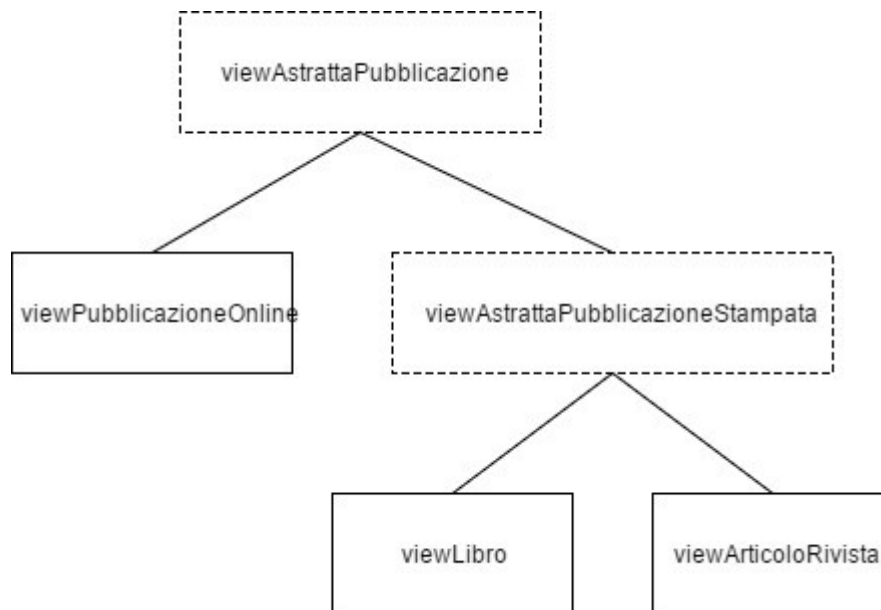 viewAstrattaPubblicazione
viewPubblicazioneOnline
viewAstrattaPubblicazioneStampata
viewLibro
viewArticoloRivista